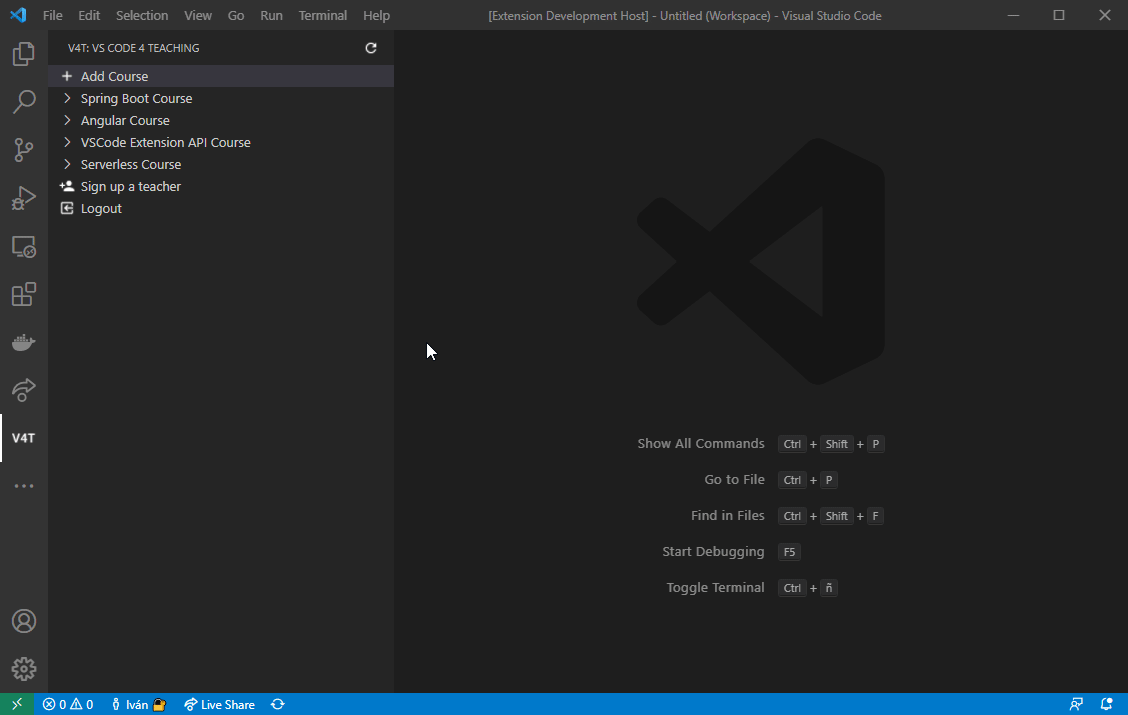 File Edit Selection View Go Run Terminal Help [Extension Development Host] - Untitled (Workspace) - Visual Studio Code
V4T: VS CODE 4 TEACHING
Add Course
Spring Boot Course
Angular Course
VSCode Extension API Course
Serverless Course
Sign up a teacher
Logout
V4T
Show All Commands Ctrl + Shift + P
Go to File Ctrl + P
Find in Files Ctrl + Shift + F
Start Debugging F5
Toggle Terminal Ctrl + ñ
0 0 Iván Live Share